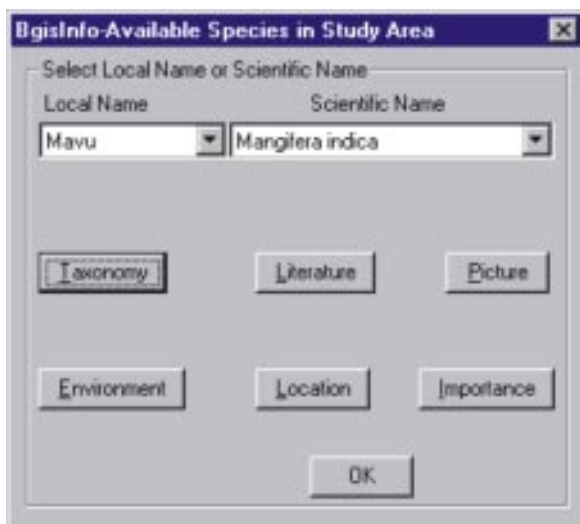 BgisInfo-Available Species in Study Area
Select Local Name or Scientific Name
Local Name Scientific Name
Mavu Mangifera indica
Taxonomy Literature Picture
Environment Location Importance
OK